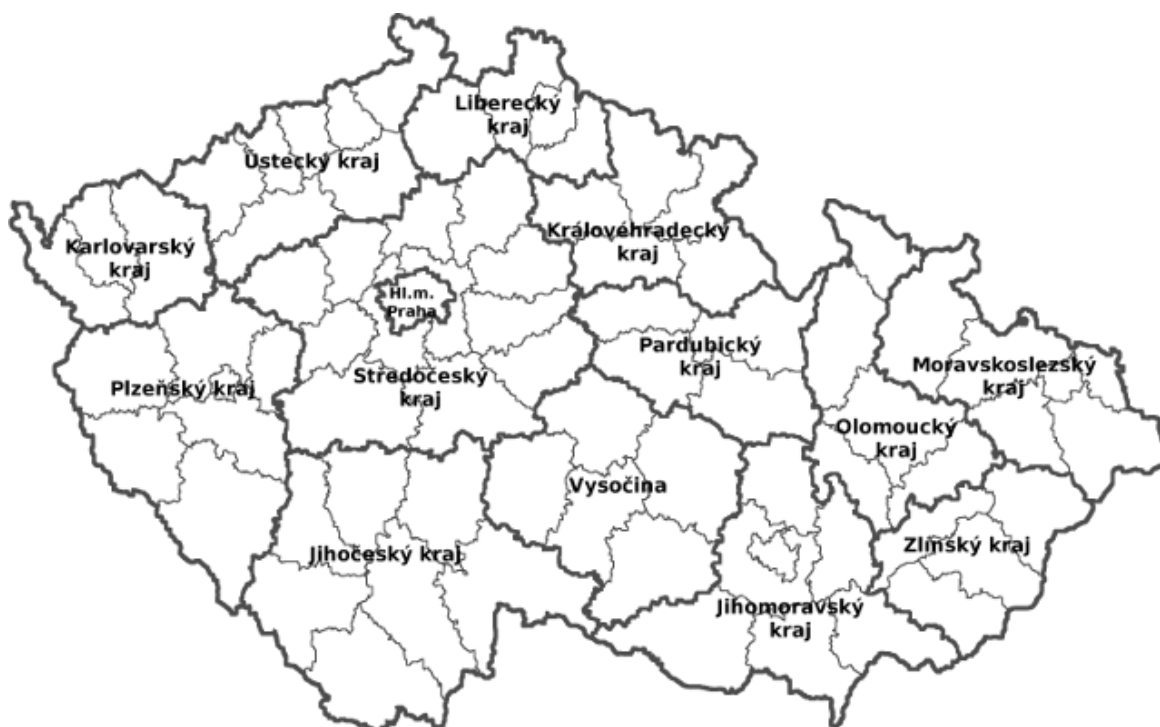 Liberecký
kraj
Ústecký kraj
Královéhradecký
kraj
Karlovarský
kraj
Hl.m.
Praha
Pardubický
kraj
Moravskoslezský
kraj
Plzeňský kraj
Středočeský
kraj
Olomoucký
kraj
Vysočina
Jihočeský kraj
Zlínský kraj
Jihomoravský
kraj